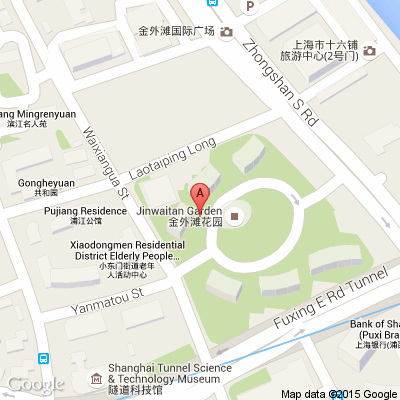 金外滩国际广场
P
上海市十六铺
旅游中心(2号门)
Zhongshan S Rd
ang Mingrenyuan
滨江名人苑
Waixiangua St
Laotaiping Long
Gongheyuan
共和园
A
Pujiang Residence
浦江公馆
Jinwaitan Garden
金外滩花园
Xiaodongmen Residential
District Elderly People...
小东门街道老年
人活动中心
Yanmatou St
Fuxing E Rd Tunnel
Bank of Sha
(Puxi Bra
上海银行(浦
Shanghai Tunnel Science
& Technology Museum
隧道科技馆
Google
Map data ©2015 Google